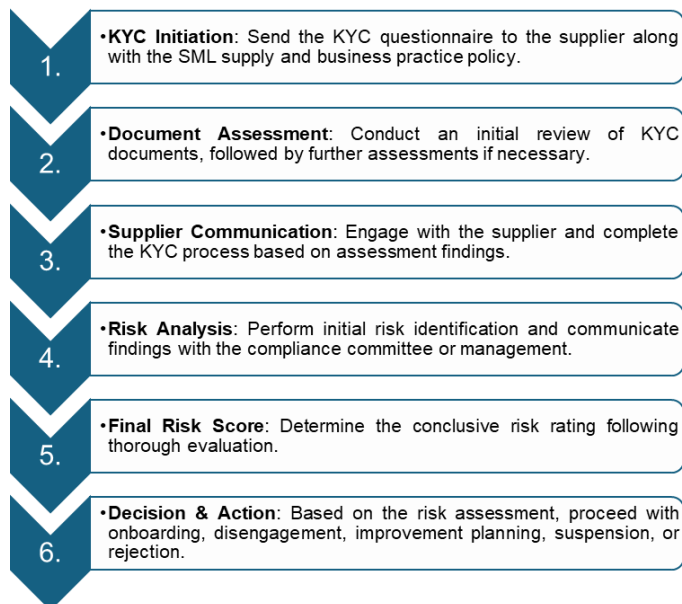 1.
•KYC Initiation: Send the KYC questionnaire to the supplier along
with the SML supply and business practice policy.
2.
•Document Assessment: Conduct an initial review of KYC
documents, followed by further assessments if necessary.
3.
•Supplier Communication: Engage with the supplier and complete
the KYC process based on assessment findings.
4.
•Risk Analysis: Perform initial risk identification and communicate
findings with the compliance committee or management.
5.
•Final Risk Score: Determine the conclusive risk rating following
thorough evaluation.
6.
•Decision & Action: Based on the risk assessment, proceed with
onboarding, disengagement, improvement planning, suspension, or
rejection.